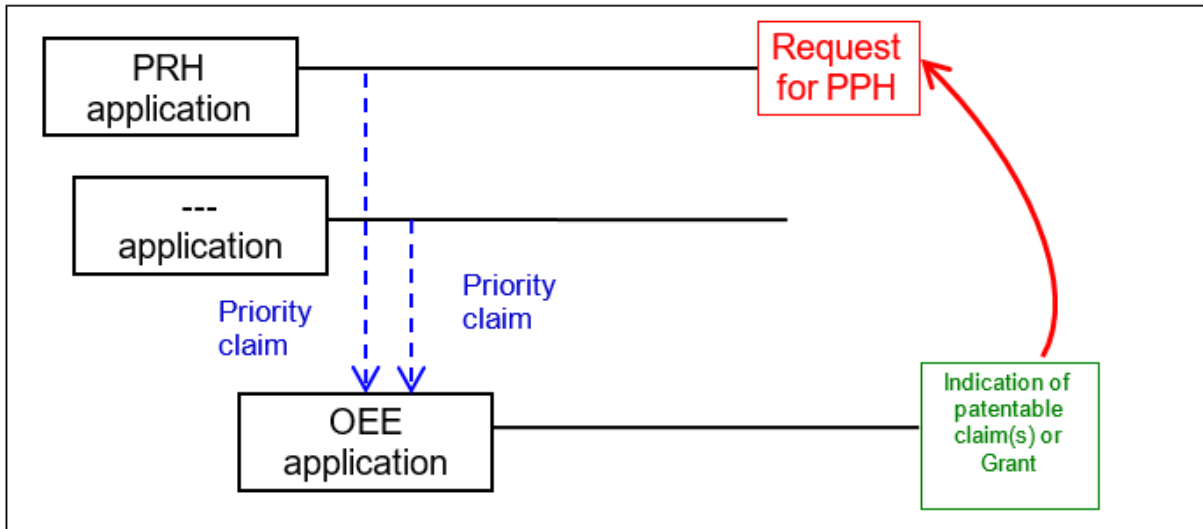 PRH
application
Request
for PPH
---
application
Priority
claim
Priority
claim
OEE
application
Indication of
patentable
claim(s) or
Grant